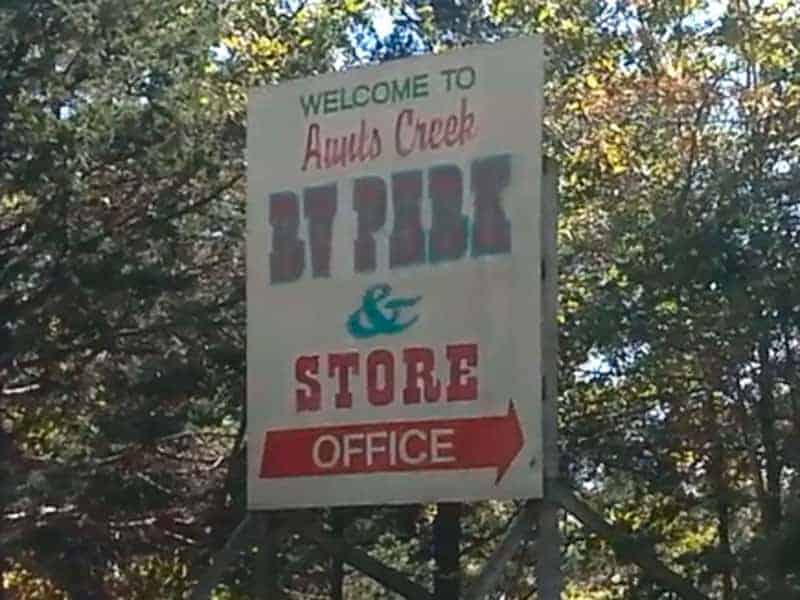 WELCOME TO
Aunts Creek
RV PARK
&
STORE
OFFICE